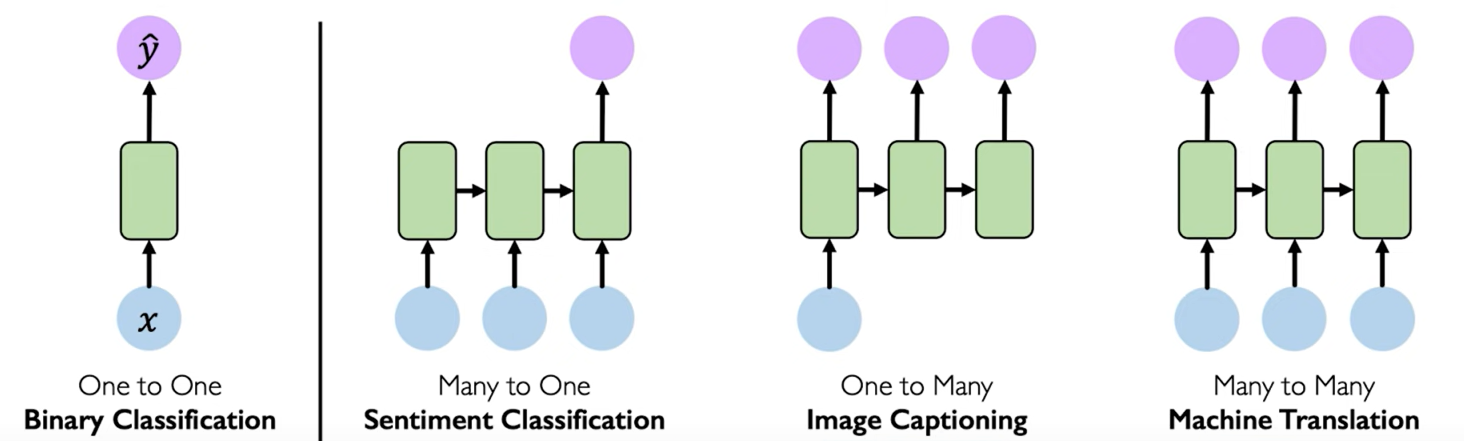 ŷ
x
One to One
Binary Classification
Many to One
Sentiment Classification
One to Many
Image Captioning
Many to Many
Machine Translation